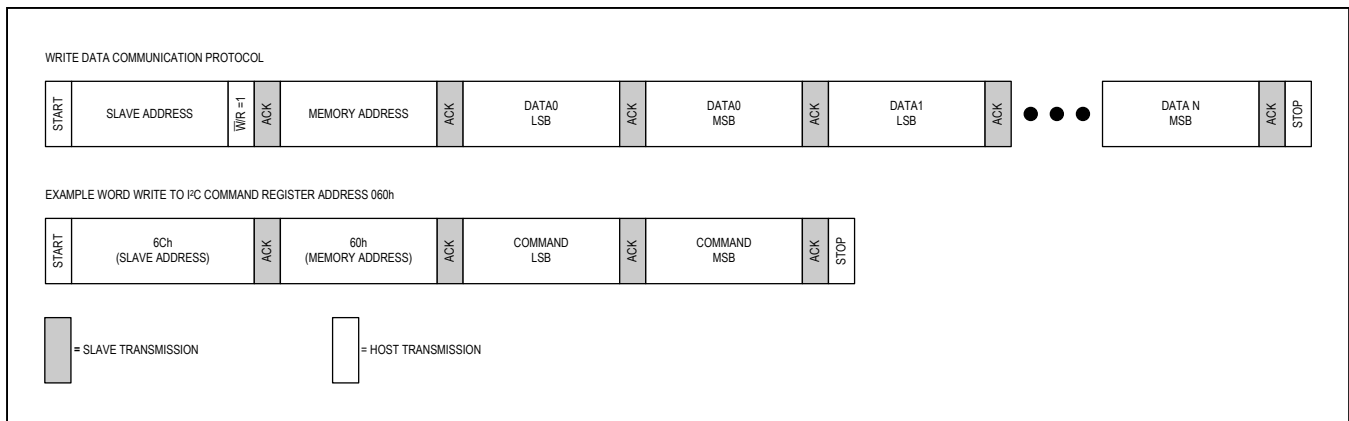 WRITE DATA COMMUNICATION PROTOCOL
START
SLAVE ADDRESS
W̅/R =1
ACK
MEMORY ADDRESS
ACK
DATA0
LSB
ACK
DATA0
MSB
ACK
DATA1
LSB
ACK
DATA N
MSB
ACK
STOP
EXAMPLE WORD WRITE TO I²C COMMAND REGISTER ADDRESS 060h
START
6Ch
(SLAVE ADDRESS)
ACK
60h
(MEMORY ADDRESS)
ACK
COMMAND
LSB
ACK
COMMAND
MSB
ACK
STOP
= SLAVE TRANSMISSION
= HOST TRANSMISSION